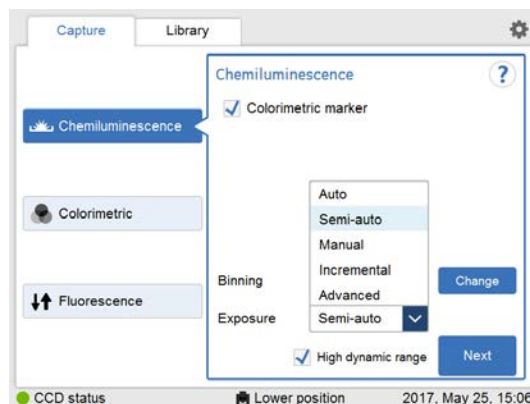 Capture
Library
Chemiluminescence
Chemiluminescence
?
Colorimetric marker
Colorimetric
Fluorescence
Auto
Semi-auto
Manual
Incremental
Advanced
Binning
Change
Exposure
Semi-auto
High dynamic range
Next
CCD status
Lower position
2017, May 25, 15:08